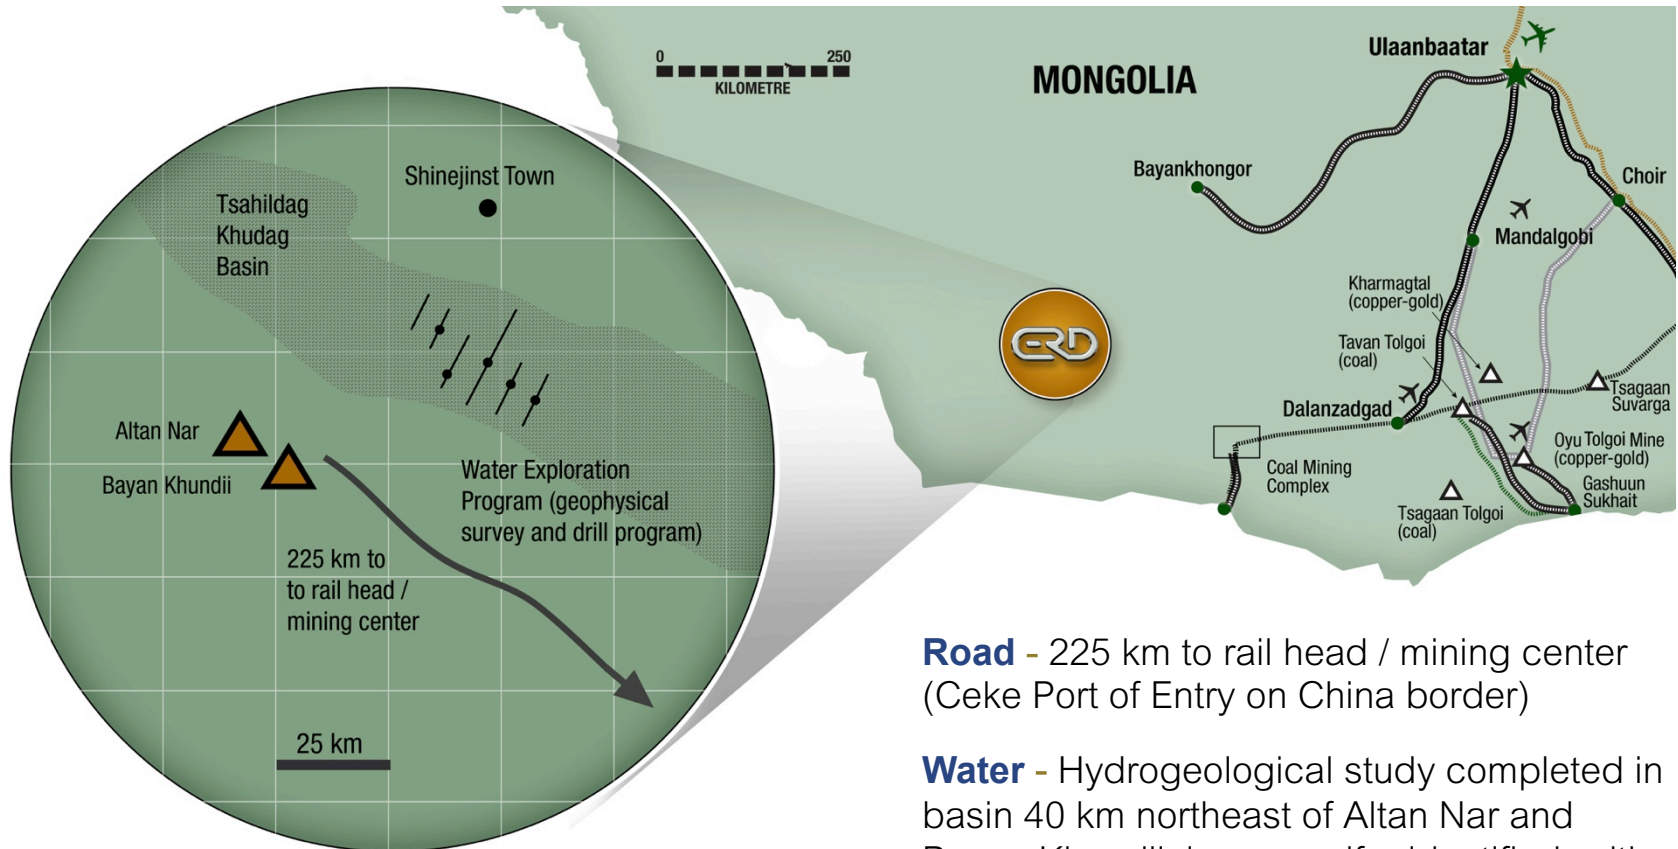 0 250
KILOMETRE
MONGOLIA
Ulaanbaatar
Bayankhongor
Choir
Mandalgobi
Kharmagtal
(copper-gold)
Tavan Tolgoi
(coal)
Tsagaan
Suvarga
Dalanzadgad
Oyu Tolgoi Mine
(copper-gold)
Coal Mining
Complex
Gashuun
Sukhait
Tsagaan Tolgoi
(coal)
ERD
Shinejinst Town
Tsahildag
Khudag
Basin
Altan Nar
Bayan Khundii
Water Exploration
Program (geophysical
survey and drill program)
225 km to
to rail head /
mining center
25 km
Road - 225 km to rail head / mining center
(Ceke Port of Entry on China border)
Water - Hydrogeological study completed in
basin 40 km northeast of Altan Nar and